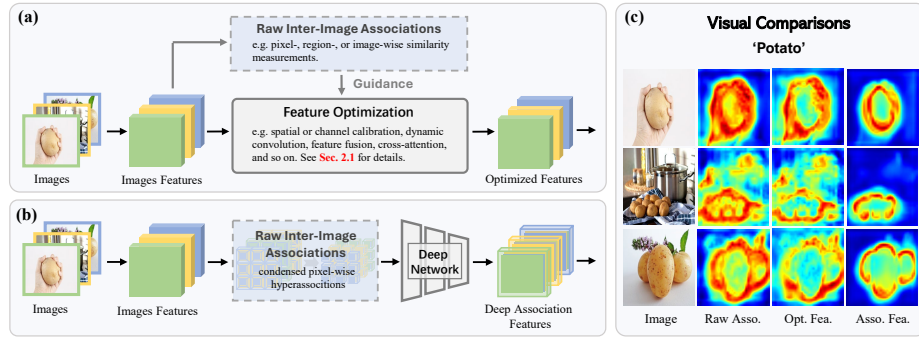 (a)
Raw Inter-Image Associations
e.g. pixel-, region-, or image-wise similarity
measurements.
Guidance
Feature Optimization
e.g. spatial or channel calibration, dynamic
convolution, feature fusion, cross-attention,
and so on. See Sec. 2.1 for details.
Images
Images Features
Optimized Features
(b)
Raw Inter-Image
Associations
condensed pixel-wise
hyperassocitions
Deep
Network
Images
Images Features
Deep Association
Features
(c)
Visual Comparisons
'Potato'
Image
Raw Asso.
Opt. Fea.
Asso. Fea.